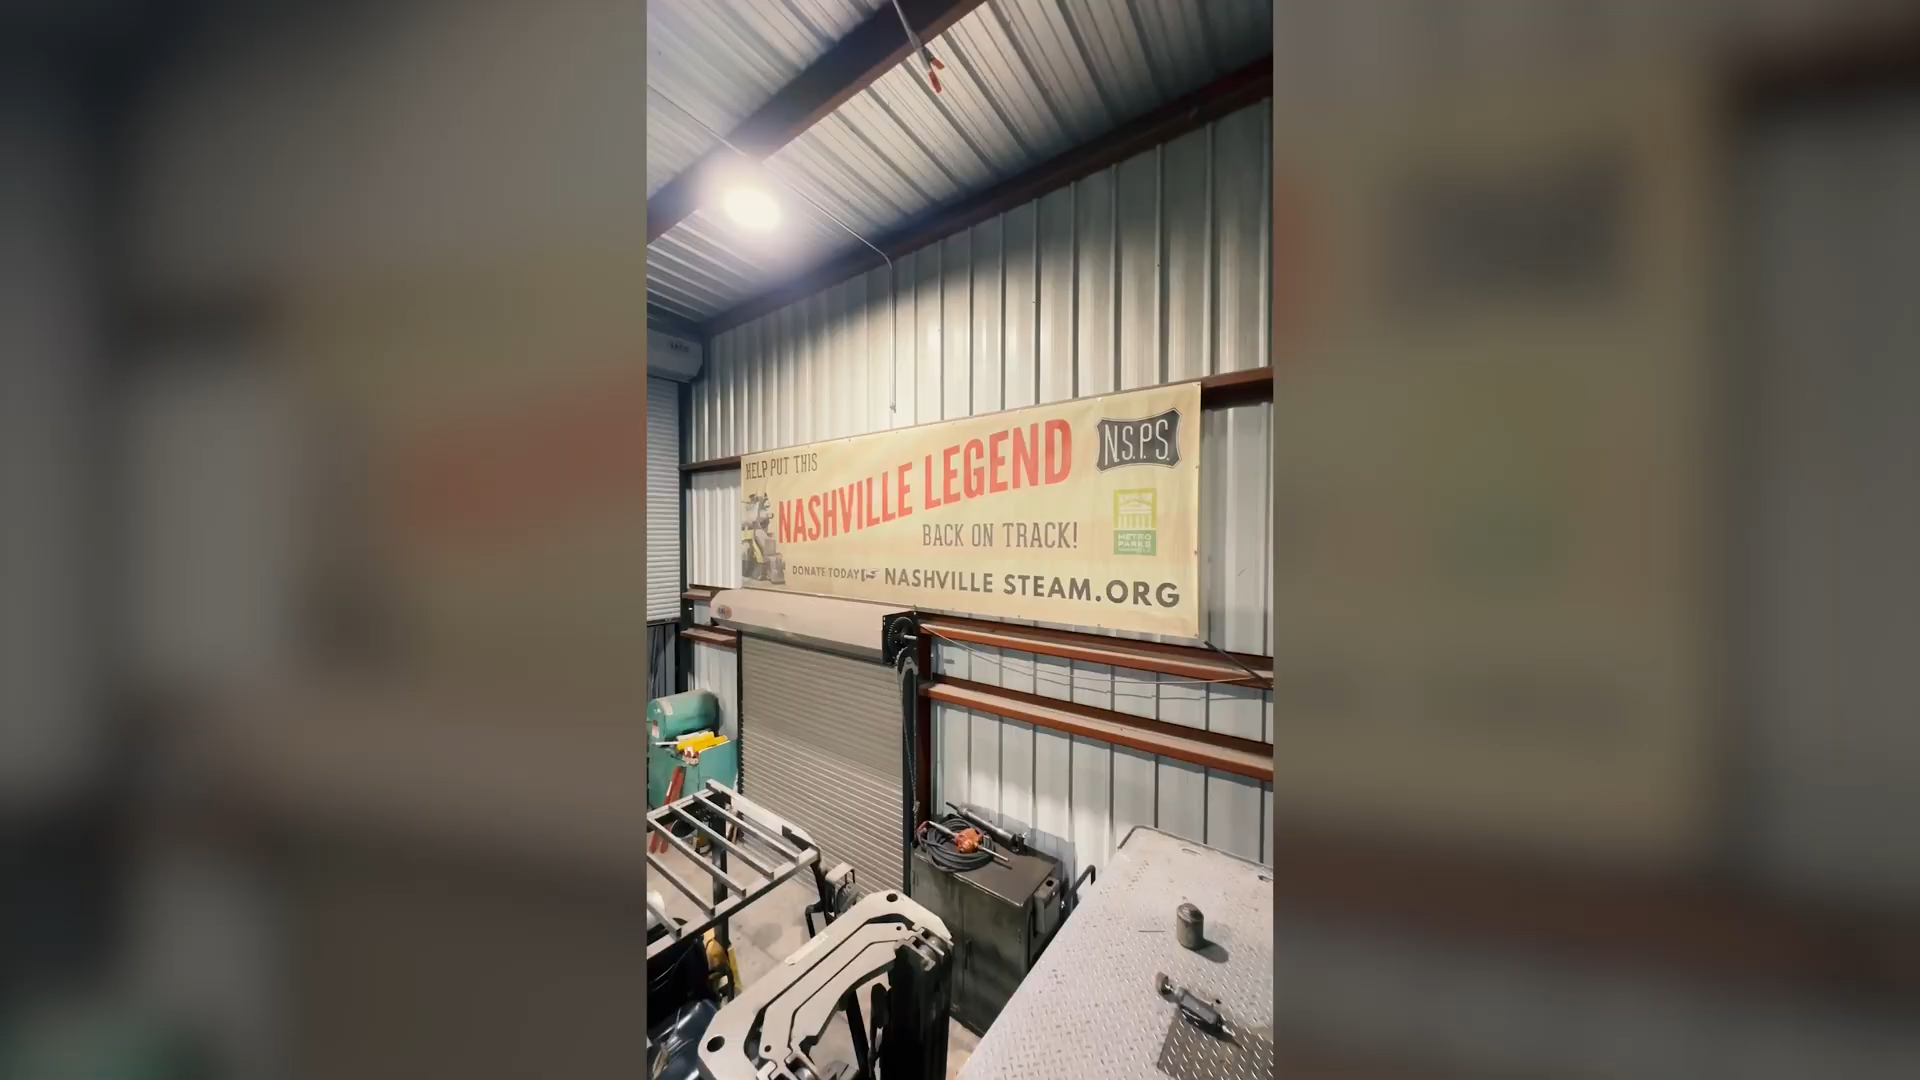 HELP PUT THIS
NASHVILLE LEGEND
BACK ON TRACK!
DONATE TODAY NASHVILLE STEAM.ORG
N.S.P.S.
METRO
PARKS